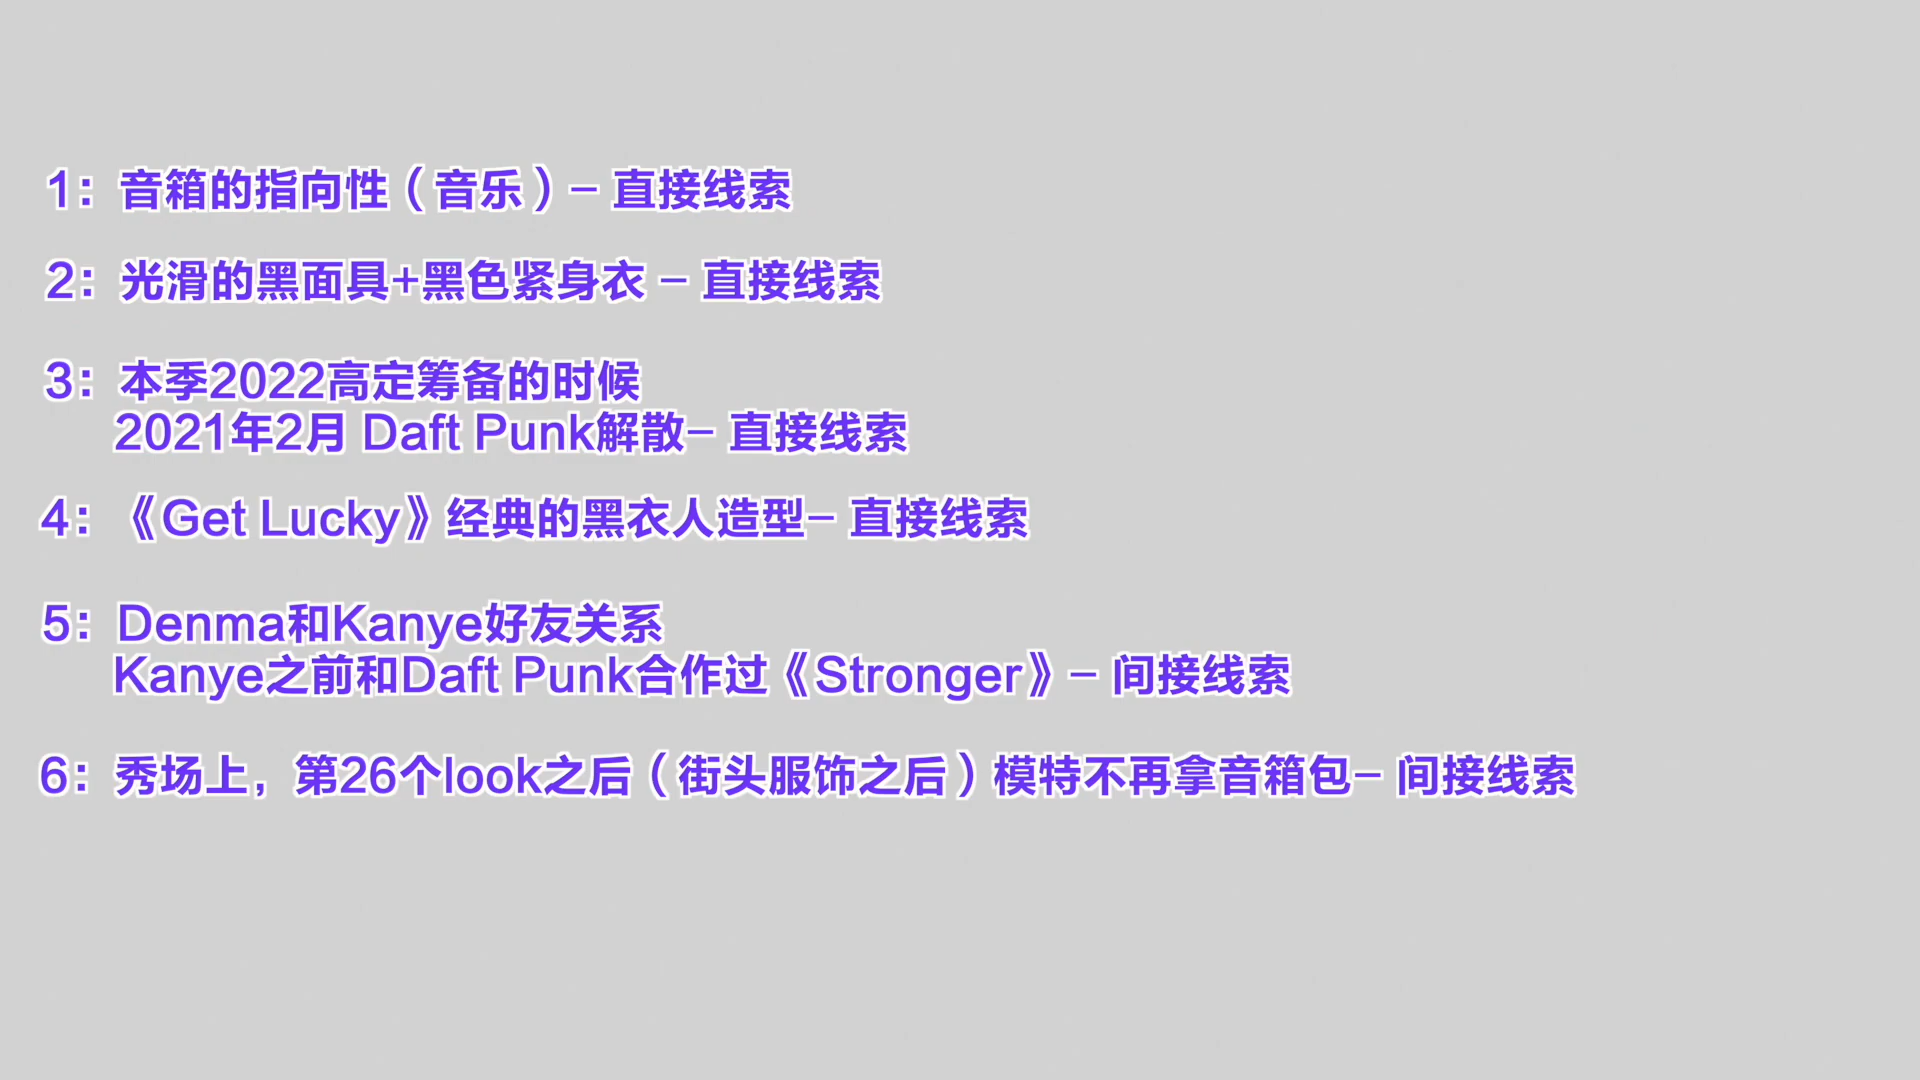 1：音箱的指向性（音乐）– 直接线索
2：光滑的黑面具+黑色紧身衣 – 直接线索
3：本季2022高定筹备的时候
2021年2月 Daft Punk解散– 直接线索
4：《Get Lucky》经典的黑衣人造型– 直接线索
5：Denma和Kanye好友关系
Kanye之前和Daft Punk合作过《Stronger》– 间接线索
6：秀场上，第26个look之后（街头服饰之后）模特不再拿音箱包– 间接线索